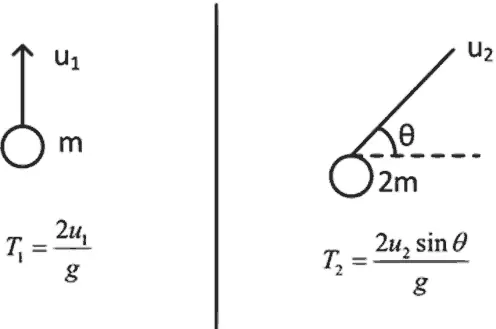 u₁
m
T₁ = 2u₁/g
u₂
θ
2m
T₂ = 2u₂ sin θ/g